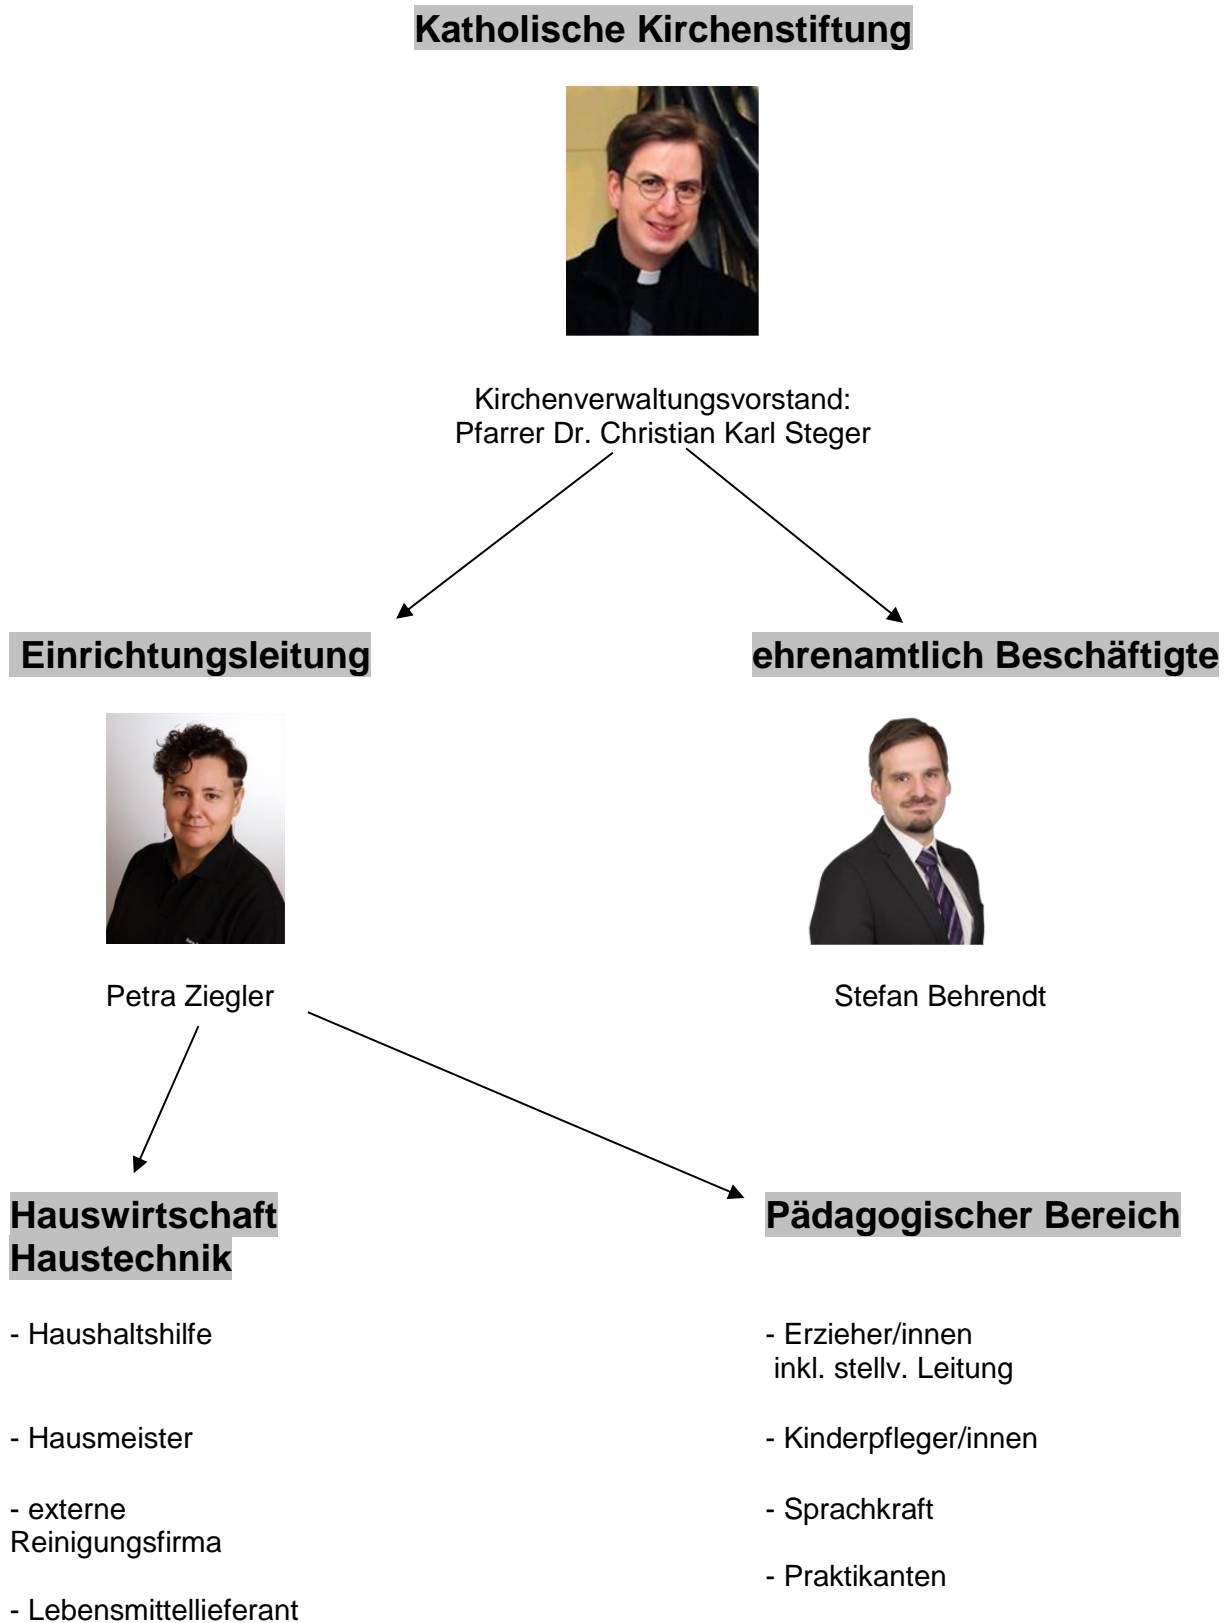 Katholische Kirchenstiftung
Kirchenverwaltungsvorstand:
Pfarrer Dr. Christian Karl Steger
Einrichtungsleitung
ehrenamtlich Beschäftigte
Petra Ziegler
Stefan Behrendt
Hauswirtschaft
Haustechnik
- Haushaltshilfe
- Hausmeister
- externe
Reinigungsfirma
- Lebensmittellieferant
Pädagogischer Bereich
- Erzieher/innen
inkl. stellv. Leitung
- Kinderpfleger/innen
- Sprachkraft
- Praktikanten